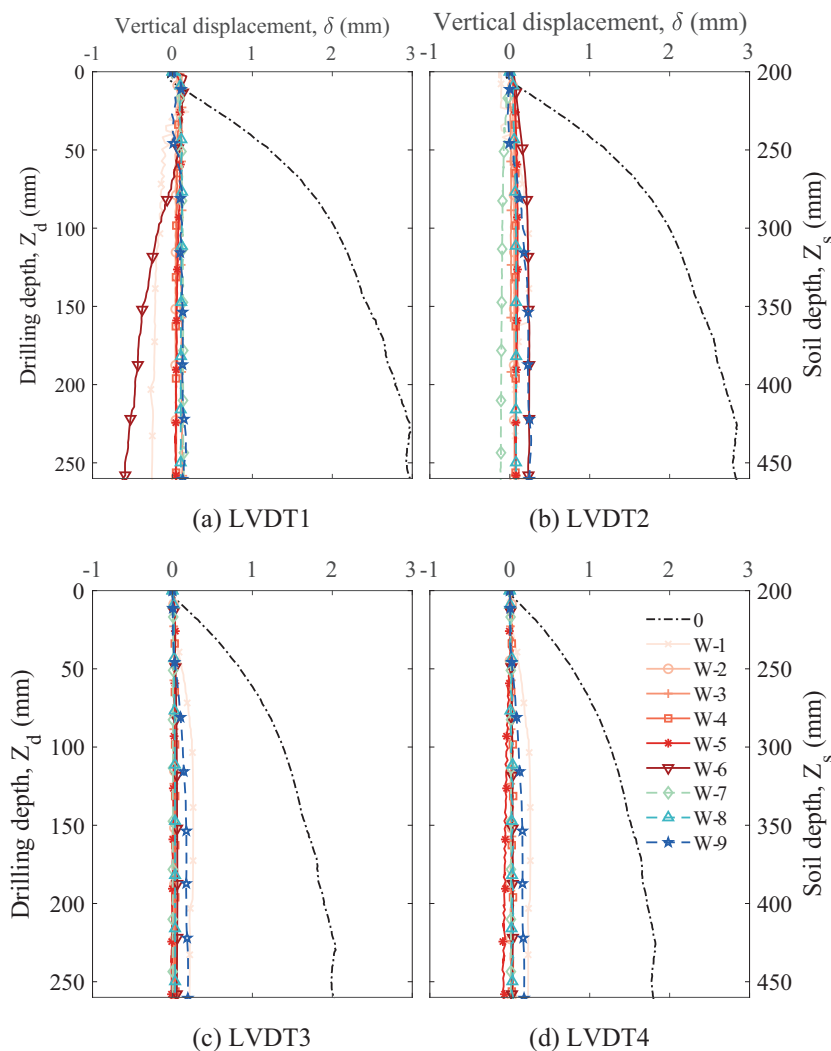 Vertical displacement, δ (mm) Vertical displacement, δ (mm)
-1 0 1 2 3 -1 0 1 2 3
0 50 100 150 200 250
Drilling depth, Z_d (mm)
200 250 300 350 400 450
Soil depth, Z_s (mm)
(a) LVDT1 (b) LVDT2
-1 0 1 2 3 -1 0 1 2 3
0 50 100 150 200 250
Drilling depth, Z_d (mm)
0
W-1
W-2
W-3
W-4
W-5
W-6
W-7
W-8
W-9
200 250 300 350 400 450
Soil depth, Z_s (mm)
(c) LVDT3 (d) LVDT4